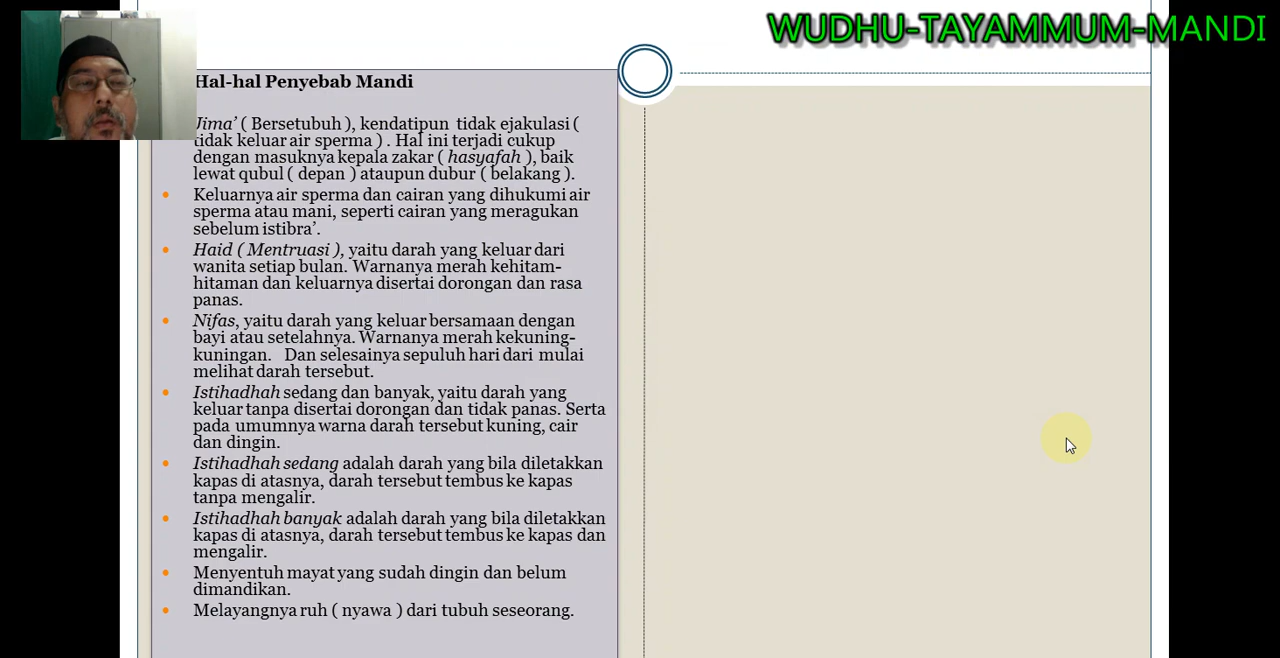 WUDHU-TAYAMMUM-MANDI
Hal-hal Penyebab Mandi
Jima' ( Bersetubuh ), kendatipun tidak ejakulasi (
tidak keluar air sperma ) . Hal ini terjadi cukup
dengan masuknya kepala zakar ( hasyafah ), baik
lewat qubul ( depan ) ataupun dubur ( belakang ).
• Keluarnya air sperma dan cairan yang dihukumi air
sperma atau mani, seperti cairan yang meragukan
sebelum istibra'.
• Haid ( Mentruasi ), yaitu darah yang keluar dari
wanita setiap bulan. Warnanya merah kehitam-
hitaman dan keluarnya disertai dorongan dan rasa
panas.
• Nifas, yaitu darah yang keluar bersamaan dengan
bayi atau setelahnya. Warnanya merah kekuning-
kuningan. Dan selesainya sepuluh hari dari mulai
melihat darah tersebut.
• Istihadhah sedang dan banyak, yaitu darah yang
keluar tanpa disertai dorongan dan tidak panas. Serta
pada umumnya warna darah tersebut kuning, cair
dan dingin.
• Istihadhah sedang adalah darah yang bila diletakkan
kapas di atasnya, darah tersebut tembus ke kapas
tanpa mengalir.
• Istihadhah banyak adalah darah yang bila diletakkan
kapas di atasnya, darah tersebut tembus ke kapas dan
mengalir.
• Menyentuh mayat yang sudah dingin dan belum
dimandikan.
• Melayangnya ruh ( nyawa ) dari tubuh seseorang.